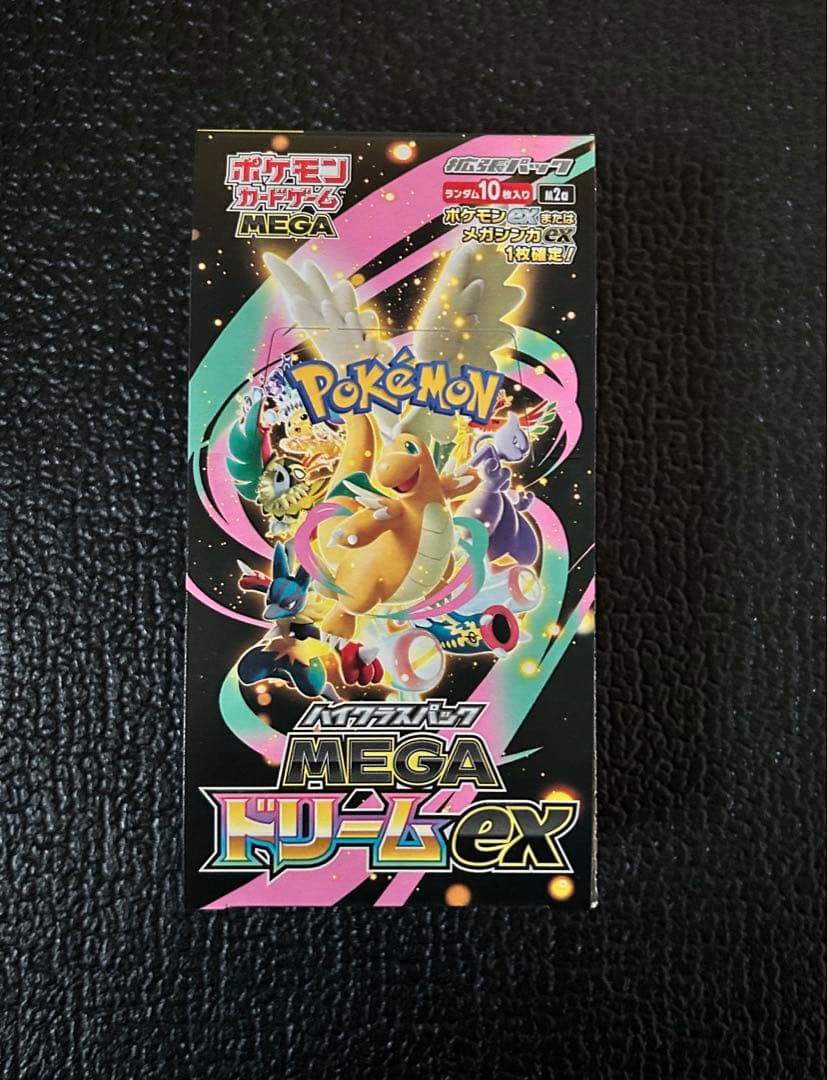 ポケモン
カードゲーム
MEGA
拡張パック
ランダム10枚入り M2a
ポケモンexまたは
メガシンカex
1枚確定!
POKéMON
ハイクラスパック
MEGA
ドリームex